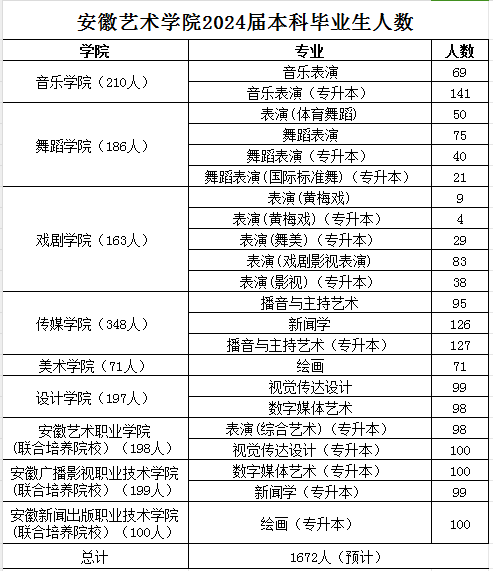 安徽艺术学院2024届本科毕业生人数
学院 专业 人数
音乐学院（210人） 音乐表演 69
音乐表演（专升本） 141
舞蹈学院（186人） 表演(体育舞蹈) 50
舞蹈表演 75
舞蹈表演（专升本） 40
舞蹈表演(国际标准舞)（专升本） 21
戏剧学院（163人） 表演(黄梅戏) 9
表演(黄梅戏)（专升本） 4
表演(舞美)（专升本） 29
表演(戏剧影视表演) 83
表演(影视)（专升本） 38
传媒学院（348人） 播音与主持艺术 95
新闻学 126
播音与主持艺术（专升本） 127
美术学院（71人） 绘画 71
设计学院（197人） 视觉传达设计 99
数字媒体艺术 98
安徽艺术职业学院
(联合培养院校)（198人） 表演(综合艺术)（专升本） 98
视觉传达设计（专升本） 100
安徽广播影视职业技术学院
(联合培养院校)（199人） 数字媒体艺术（专升本） 100
新闻学（专升本） 99
安徽新闻出版职业技术学院
(联合培养院校)（100人） 绘画（专升本） 100
总计 1672人（预计）